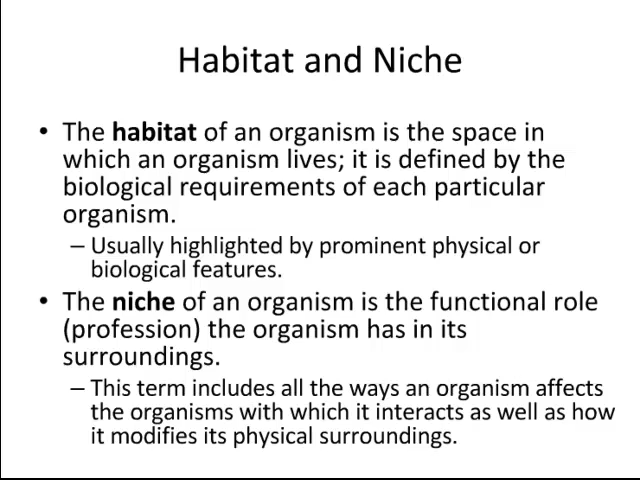 Habitat and Niche
• The habitat of an organism is the space in
which an organism lives; it is defined by the
biological requirements of each particular
organism.
– Usually highlighted by prominent physical or
biological features.
• The niche of an organism is the functional role
(profession) the organism has in its
surroundings.
– This term includes all the ways an organism affects
the organisms with which it interacts as well as how
it modifies its physical surroundings.